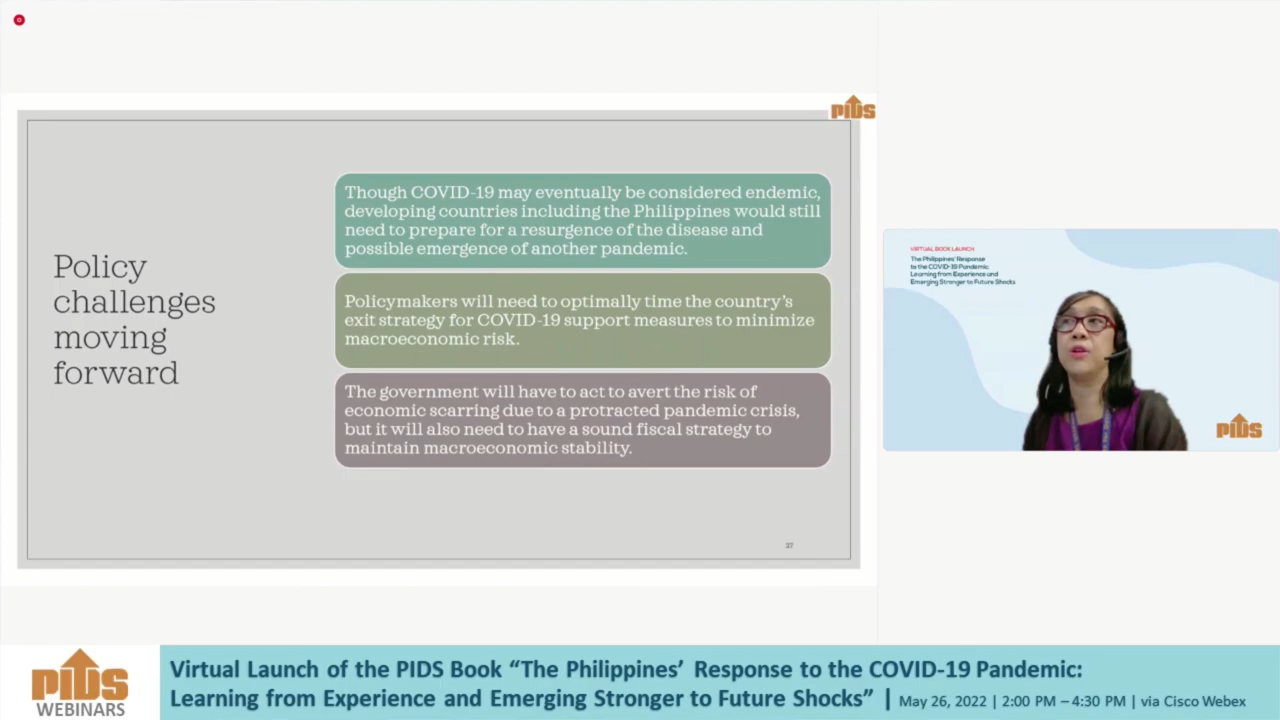 PIDS
Policy
challenges
moving
forward
Though COVID-19 may eventually be considered endemic,
developing countries including the Philippines would still
need to prepare for a resurgence of the disease and
possible emergence of another pandemic.
Policymakers will need to optimally time the country's
exit strategy for COVID-19 support measures to minimize
macroeconomic risk.
The government will have to act to avert the risk of
economic scarring due to a protracted pandemic crisis,
but it will also need to have a sound fiscal strategy to
maintain macroeconomic stability.
27
VIRTUAL BOOK LAUNCH
The Philippines' Response
to the COVID-19 Pandemic:
Learning from Experience and
Emerging Stronger to Future Shocks
PIDS
PIDS
WEBINARS
Virtual Launch of the PIDS Book “The Philippines’ Response to the COVID-19 Pandemic:
Learning from Experience and Emerging Stronger to Future Shocks” | May 26, 2022 | 2:00 PM – 4:30 PM | via Cisco Webex